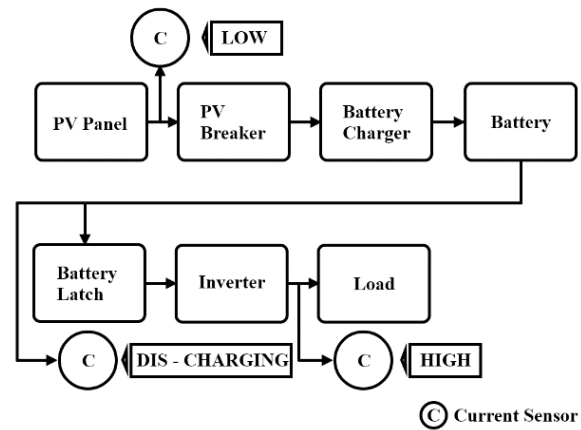 C
LOW
PV Panel
PV
Breaker
Battery
Charger
Battery
Battery
Latch
Inverter
Load
C
DIS - CHARGING
C
HIGH
C Current Sensor